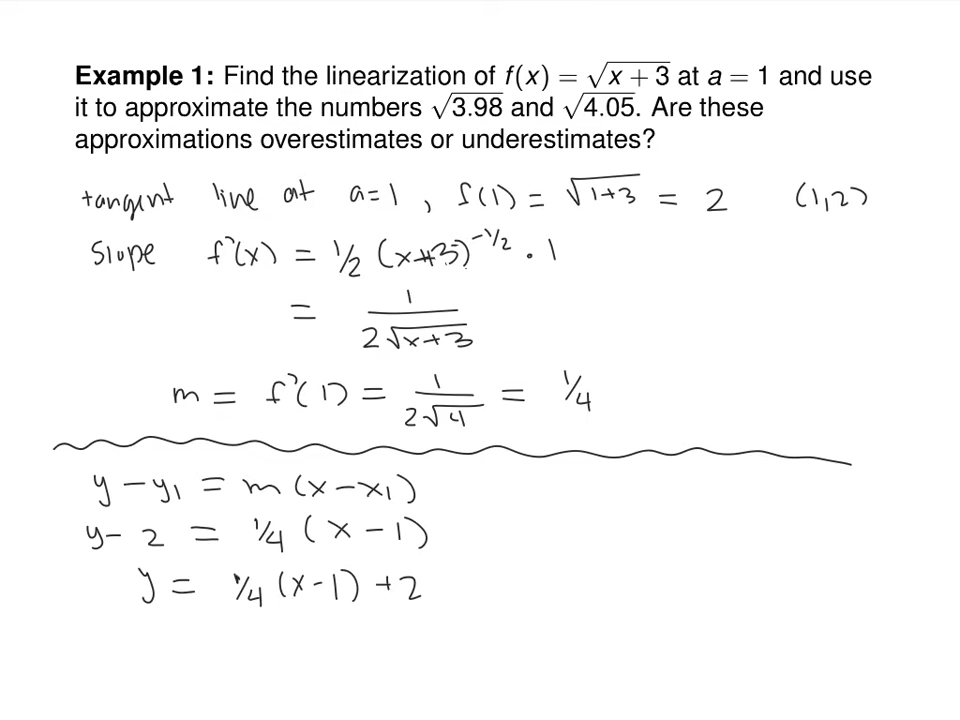 Example 1: Find the linearization of f(x) = √(x + 3) at a = 1 and use
it to approximate the numbers √3.98 and √4.05. Are these
approximations overestimates or underestimates?
tangent line at a=1, f(1) = √(1+3) = 2 (1,2)
Slope f'(x) = 1/2 (x+3)^(-1/2) · 1
= 1/(2√(x+3))
m = f'(1) = 1/(2√4) = 1/4
y - y₁ = m(x - x₁)
y - 2 = 1/4 (x - 1)
y = 1/4 (x - 1) + 2